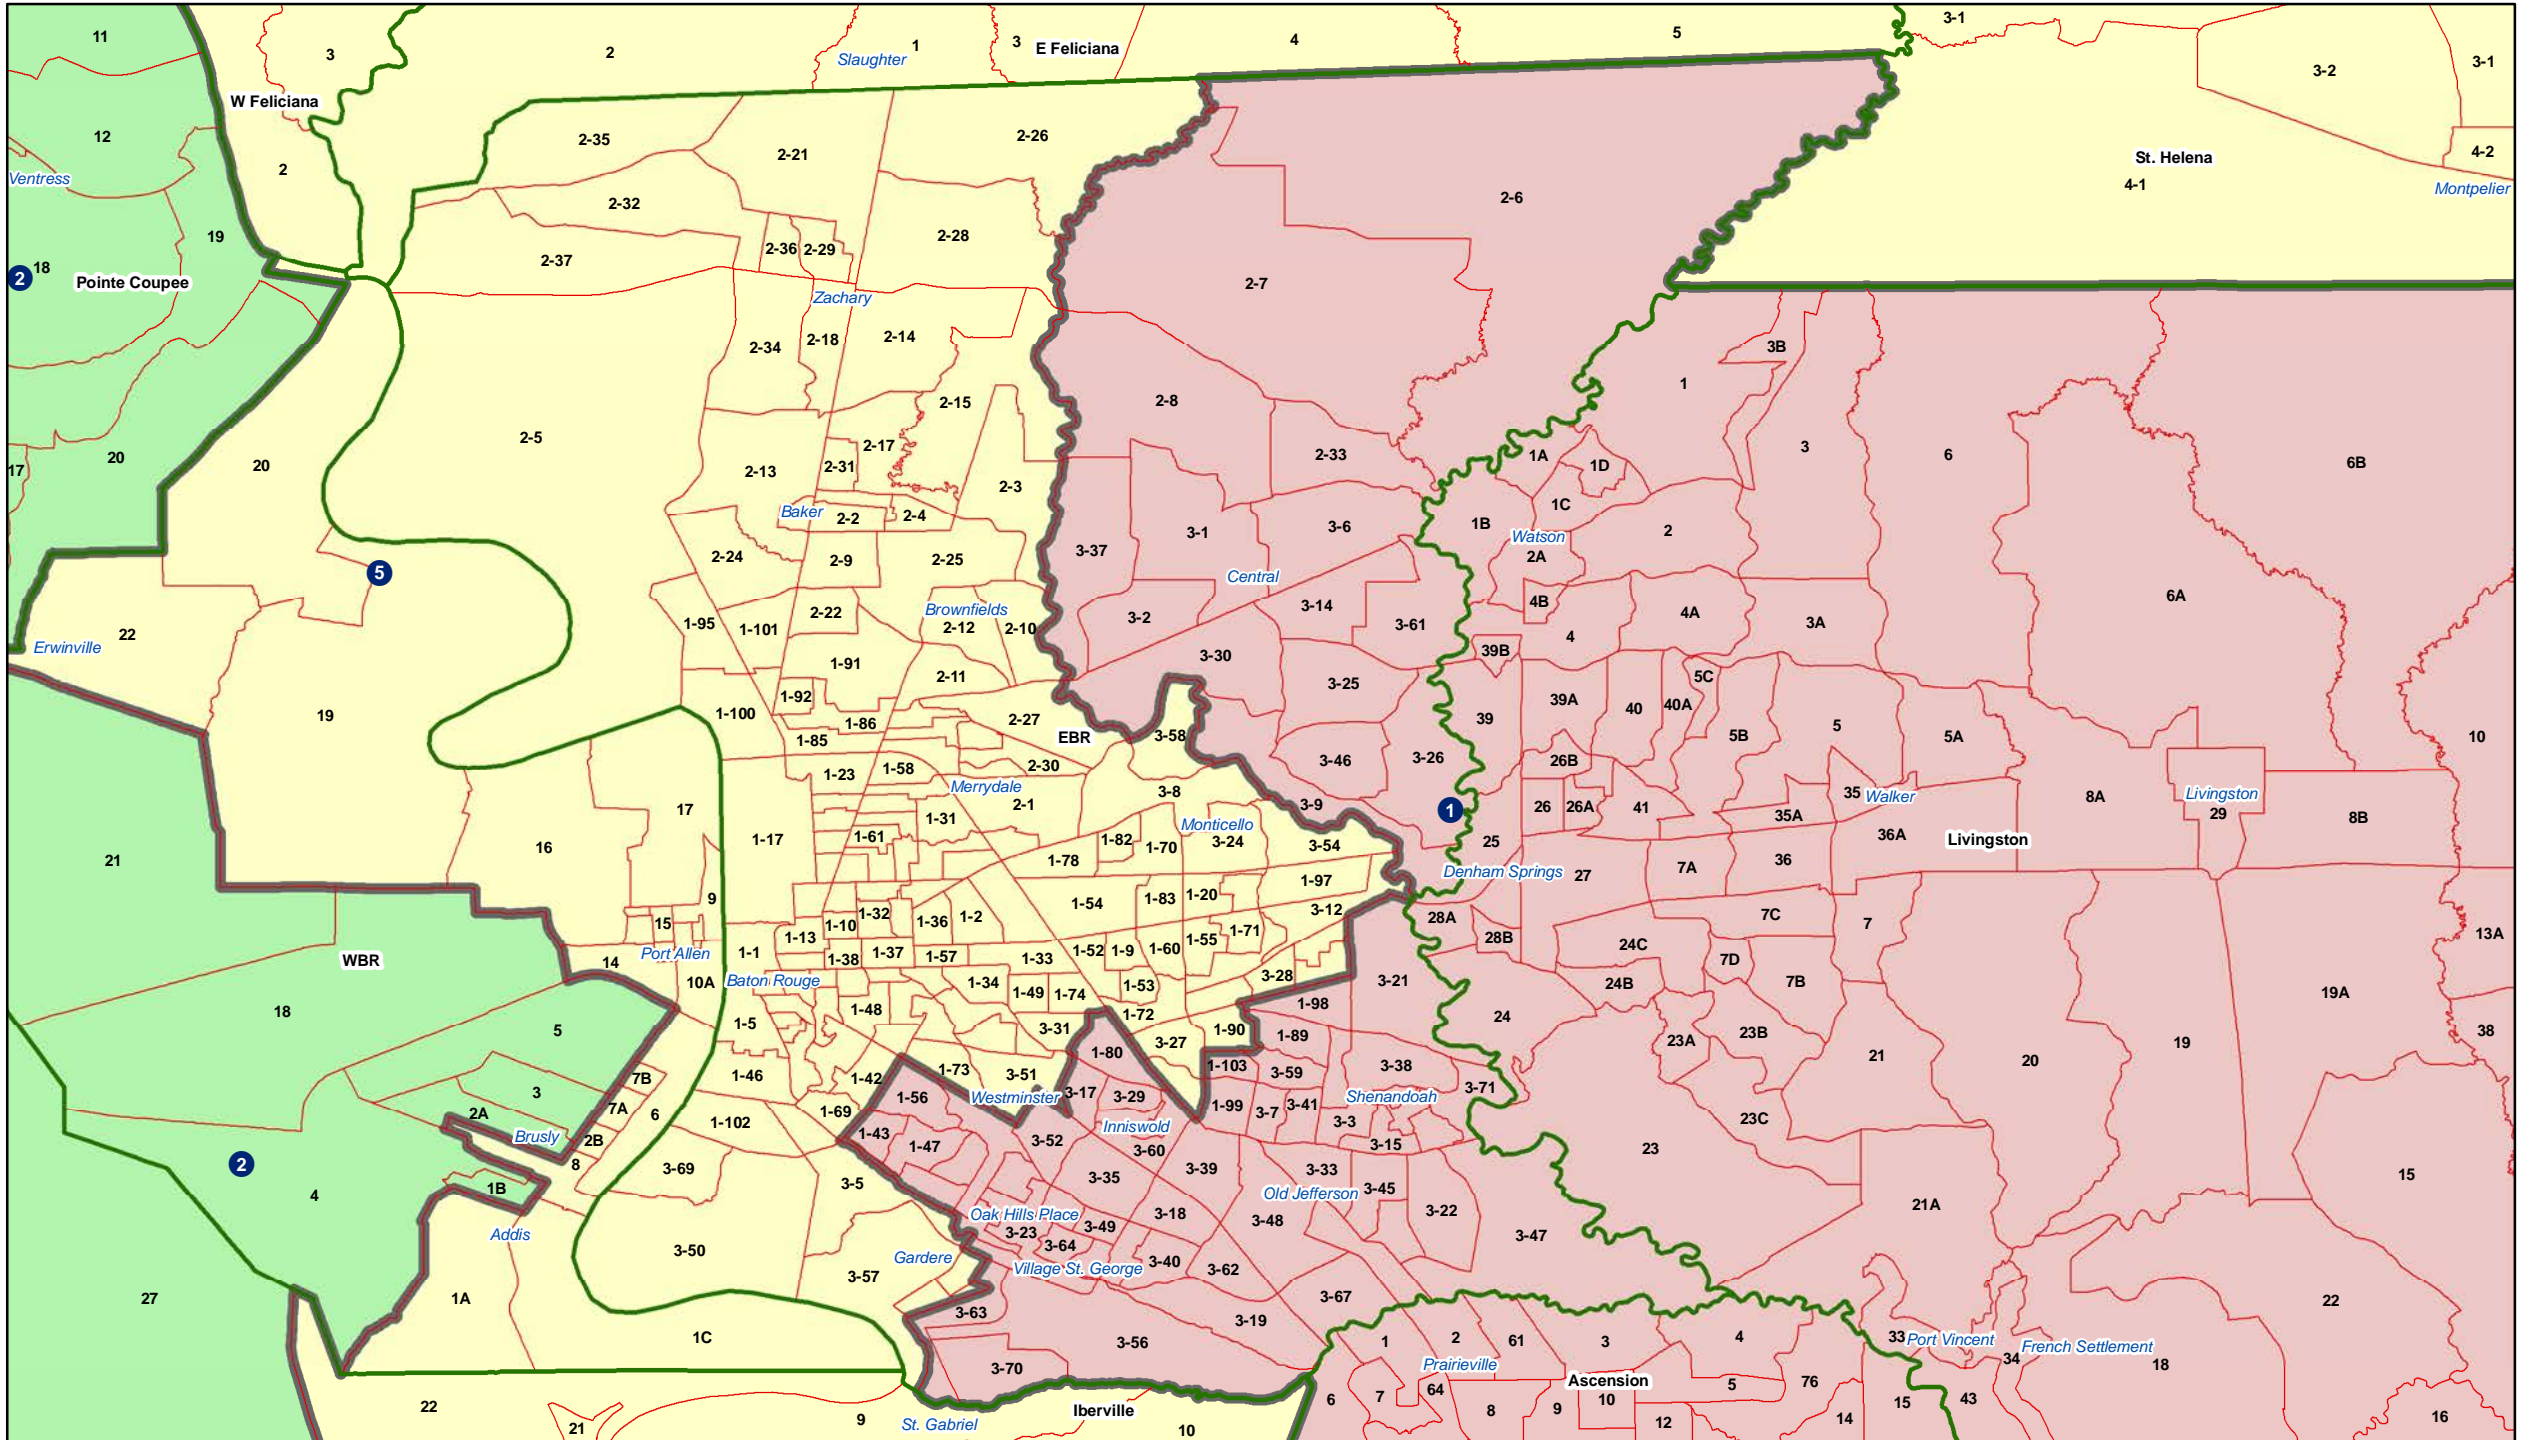 11
3
2
Slaughter
1
3
E Feliciana
4
5
3-1
3-2
3-1
12
W Feliciana
2
2-35
2-21
2-26
4-2
St. Helena
4-1
Montpelier
Ventress
2-6
2-32
19
2-36
2-29
2-28
2
18
Pointe Coupee
2-37
2-7
Zachary
2-34
2-18
2-14
3B
1
2-8
2-15
2-5
2-17
3
6
6B
17
20
20
2-13
2-31
2-33
1A
1D
2-3
1C
Baker
2-2
2-4
3-1
3-6
1B
Watson
2
2-24
2-9
2-25
3-37
2A
5
Central
Brownfields
2-22
2-12
2-10
3-2
3-14
4B
4A
6A
22
1-95
1-101
3-61
4
3A
Erwinville
1-91
2-11
3-30
39B
3-25
5C
1-92
39A
40
40A
19
1-100
1-86
2-27
39
5
1-85
EBR
3-58
5B
5A
10
3-46
3-26
26B
1-23
1-58
2-30
Merrydale
3-8
2-1
3-9
35
Walker
8A
Livingston
17
1-31
1
26
26A
41
35A
29
8B
Monticello
1-17
1-61
1-82
1-70
3-24
3-54
25
36A
Livingston
16
1-78
7A
36
21
Denham Springs
27
1-97
9
1-54
1-83
1-20
15
1-10
1-32
1-36
1-2
3-12
28A
7C
7
1-13
1-71
28B
24C
13A
Port Allen
1-1
1-38
1-37
1-57
1-33
1-52
1-9
1-60
1-55
WBR
14
7D
10A
Baton Rouge
1-34
1-49
1-74
1-53
3-28
3-21
24B
7B
19A
18
1-48
1-98
5
1-5
3-31
1-72
1-90
1-89
24
23B
38
3-27
23A
19
1-80
21
20
1-46
1-42
1-73
3-51
1-103
3-59
3-38
7B
3
1-56
Westminster
3-17
3-29
1-99
3-7
3-41
Shenandoah
3-71
2A
7A
6
1-102
1-69
3-3
23C
Brusly
2B
1-43
1-47
3-52
Inniswold
3-60
3-15
23
2
8
3-69
3-5
3-35
3-39
3-33
15
4
1B
Old Jefferson
3-45
21A
Oak Hills Place
3-18
3-22
Addis
3-23
3-49
3-48
3-47
3-64
3-50
Gardere
3-57
Village St. George
3-40
3-62
27
1A
3-63
3-67
22
3-19
1C
3-56
1
2
61
3
4
33
Port Vincent
French Settlement
3-70
Prairieville
34
18
Ascension
5
76
22
9
Iberville
6
7
64
8
9
10
12
14
15
43
16
21
St. Gabriel
10